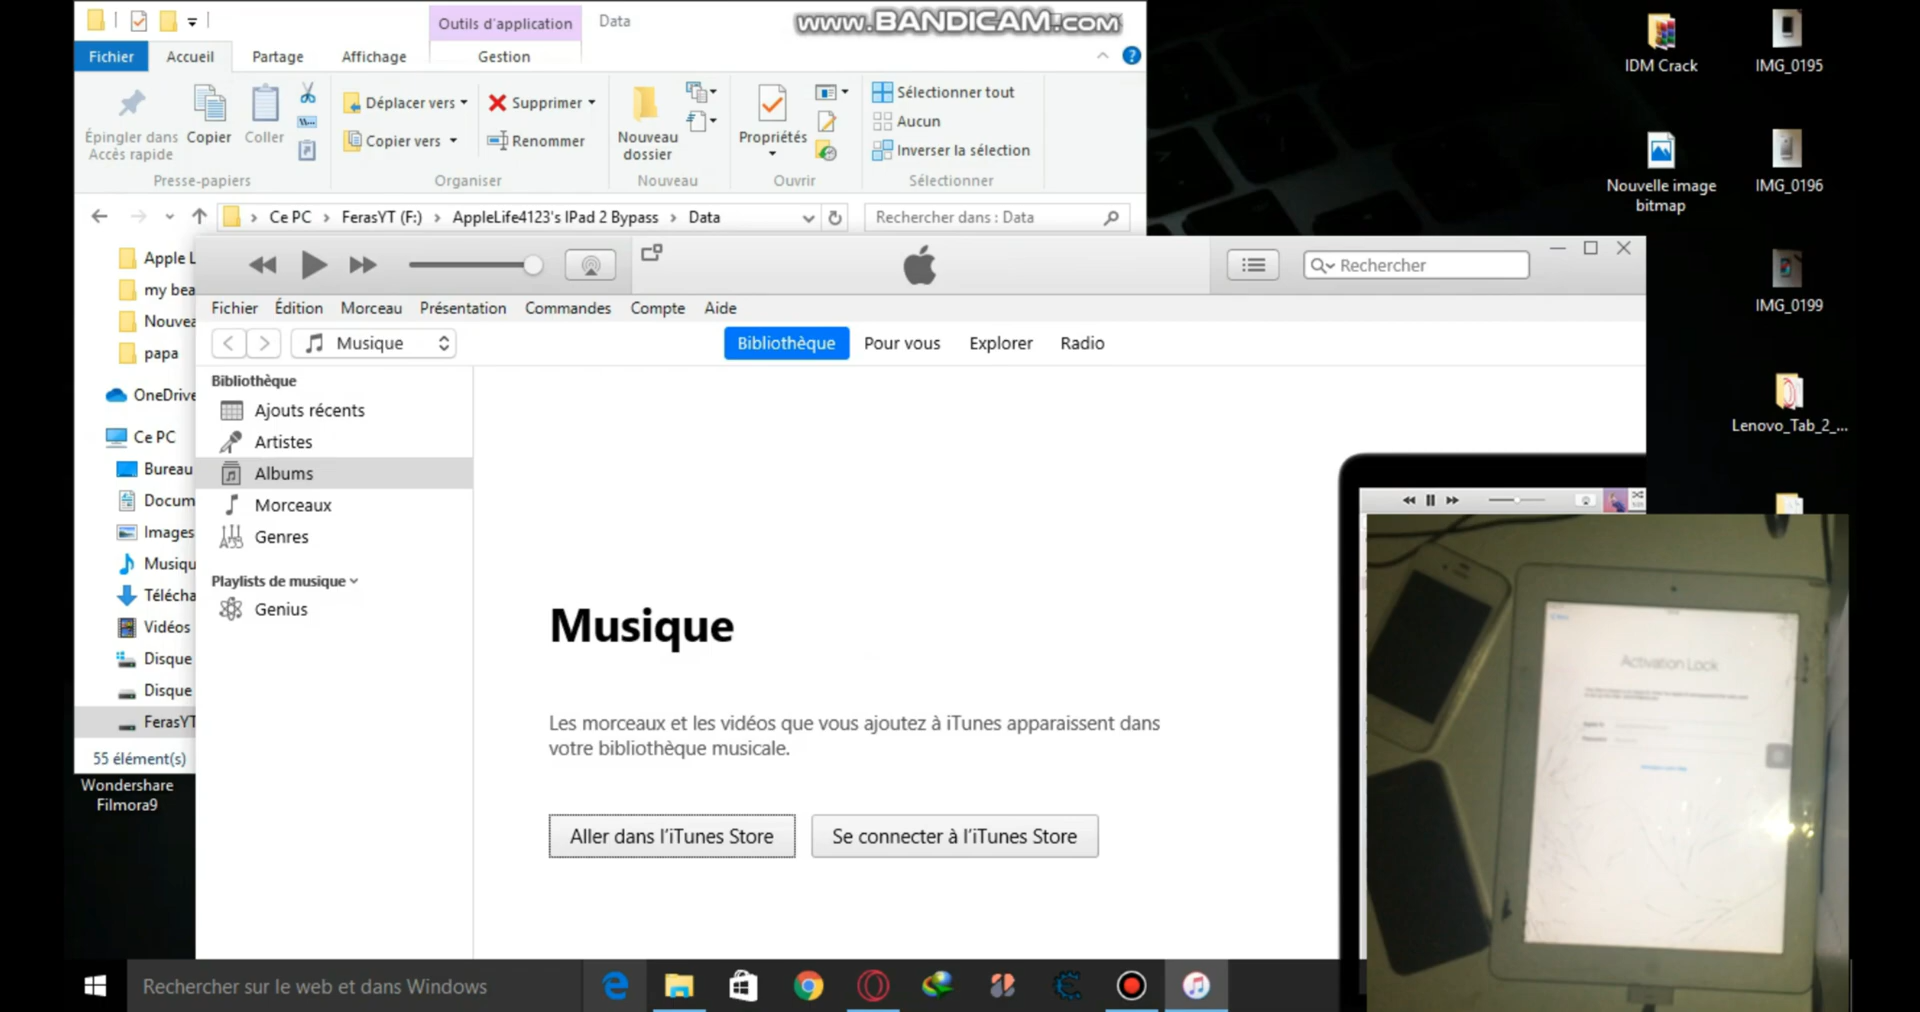 Outils d'application
Data
www.BANDICAM.com
Fichier
Accueil
Partage
Affichage
Gestion
Épingler dans
Accès rapide
Copier
Coller
Déplacer vers
Copier vers
Supprimer
Renommer
Nouveau
dossier
Propriétés
Sélectionner tout
Aucun
Inverser la sélection
Presse-papiers
Organiser
Nouveau
Ouvrir
Sélectionner
Ce PC
FerasYT (F:)
AppleLife4123's IPad 2 Bypass
Data
Rechercher dans : Data
Apple L
my bea
Nouvea
papa
OneDrive
Ce PC
Bureau
Docum
Images
Musiqu
Télécha
Vidéos
Disque
Disque
FerasYT
55 élément(s)
Wondershare
Filmora9
Rechercher
Fichier
Édition
Morceau
Présentation
Commandes
Compte
Aide
Musique
Bibliothèque
Pour vous
Explorer
Radio
Bibliothèque
Ajouts récents
Artistes
Albums
Morceaux
Genres
Playlists de musique
Genius
Musique
Les morceaux et les vidéos que vous ajoutez à iTunes apparaissent dans
votre bibliothèque musicale.
Aller dans l'iTunes Store
Se connecter à l'iTunes Store
IDM Crack
IMG_0195
Nouvelle image
bitmap
IMG_0196
IMG_0199
Lenovo_Tab_2_...
Activation Lock
Rechercher sur le web et dans Windows